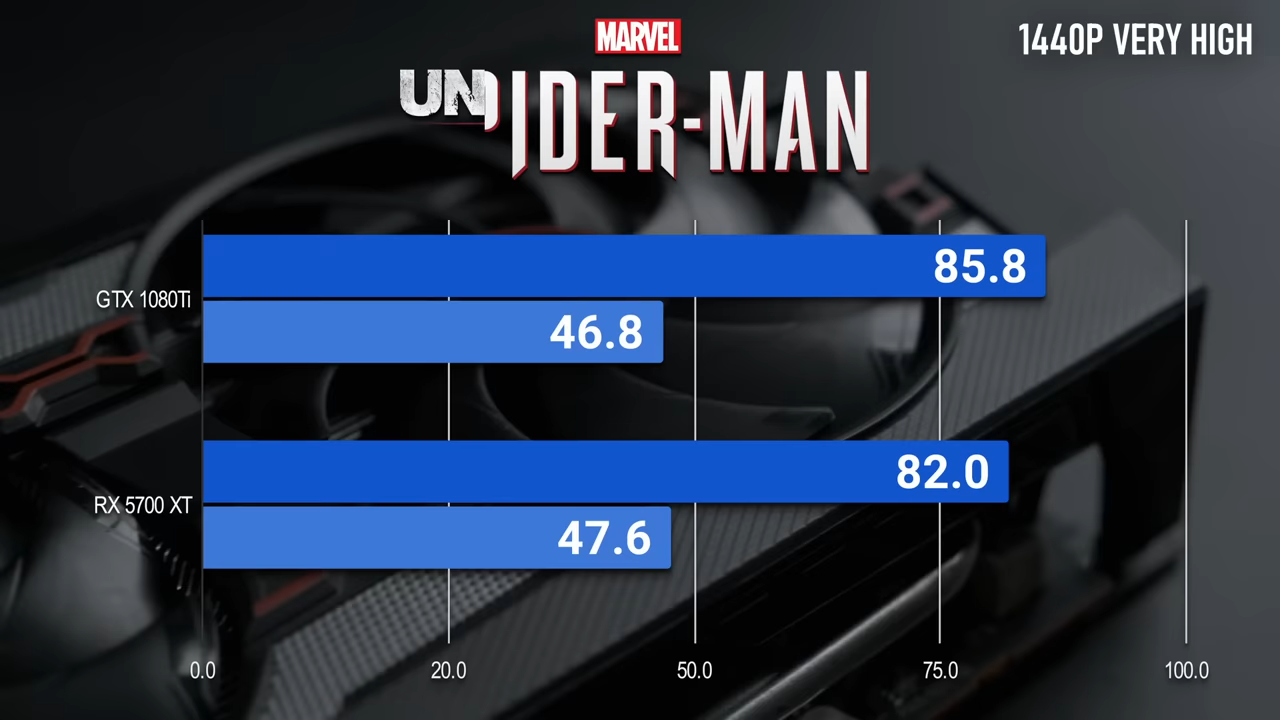 MARVEL
1440P VERY HIGH
UNIDER-MAN
GTX 1080Ti
85.8
46.8
RX 5700 XT
82.0
47.6
0.0 20.0 50.0 75.0 100.0